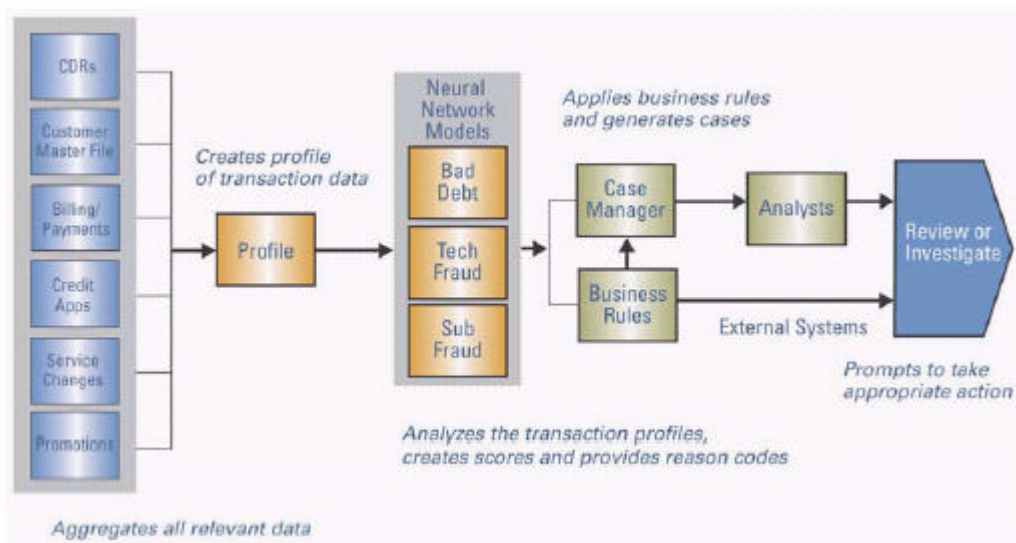 CDRs
Customer
Master File
Billing/
Payments
Credit
Apps
Service
Changes
Promotions
Aggregates all relevant data
Creates profile
of transaction data
Profile
Neural
Network
Models
Bad
Debt
Tech
Fraud
Sub
Fraud
Analyzes the transaction profiles,
creates scores and provides reason codes
Applies business rules
and generates cases
Case
Manager
Business
Rules
Analysts
External Systems
Review or
Investigate
Prompts to take
appropriate action